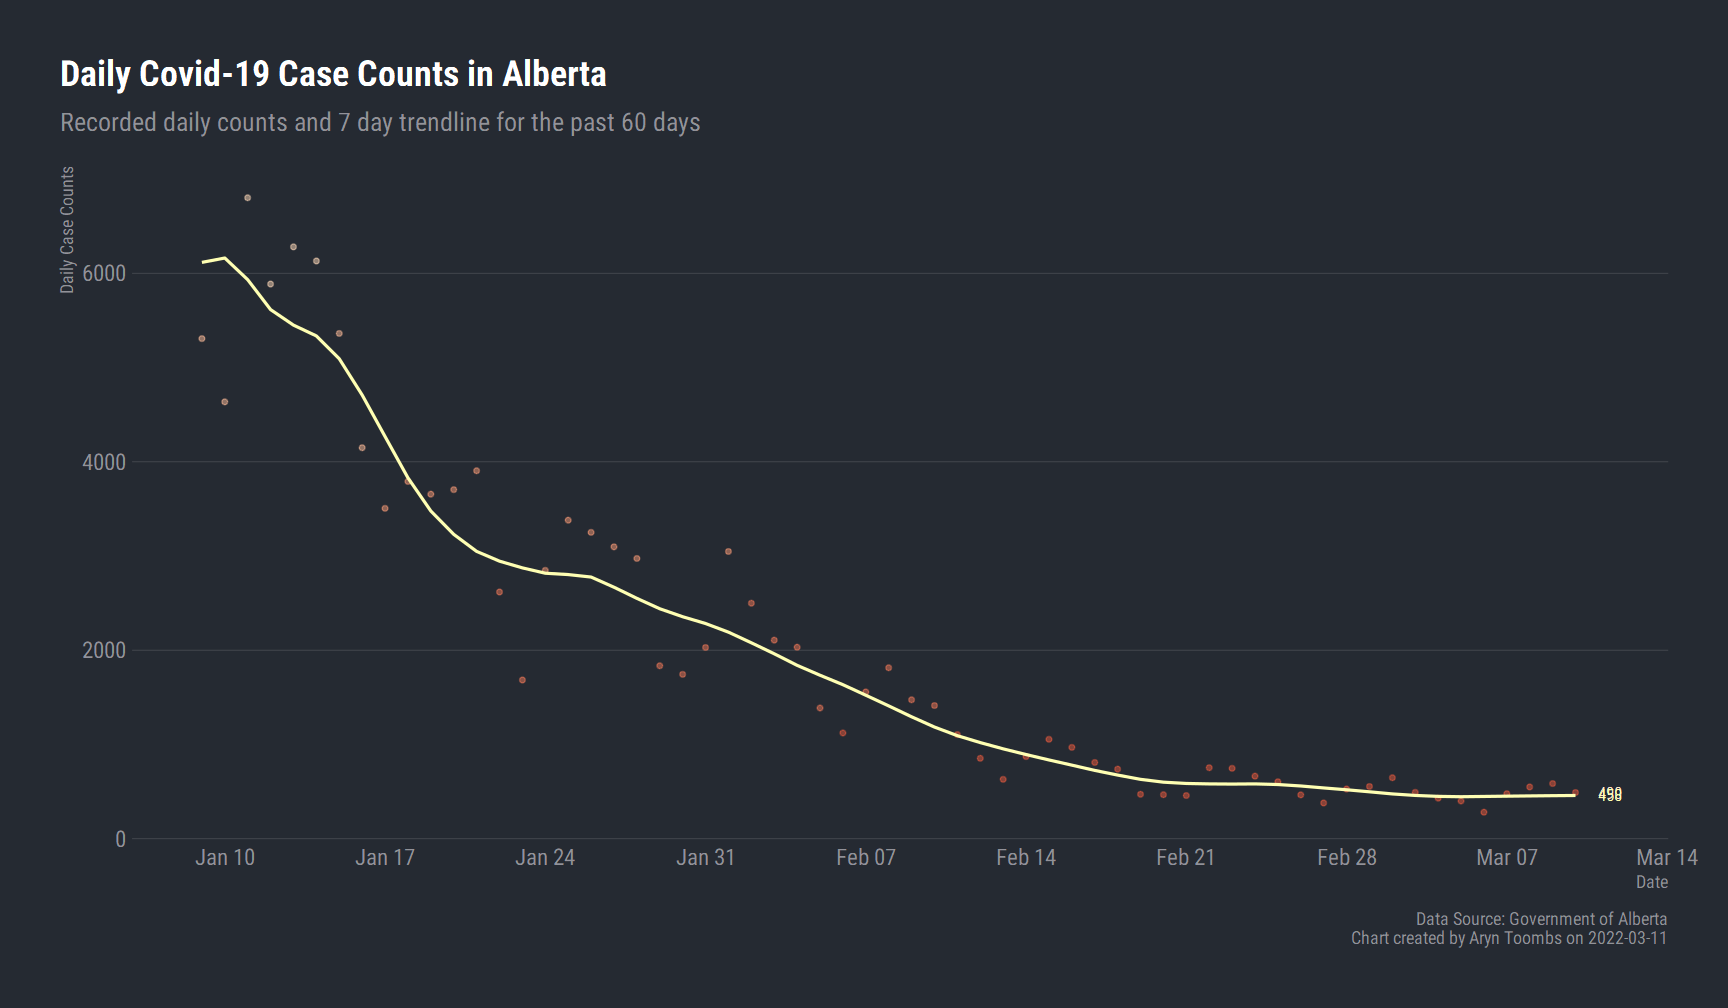 Daily Covid-19 Case Counts in Alberta
Recorded daily counts and 7 day trendline for the past 60 days
Daily Case Counts
6000
4000
2000
0
Jan 10 Jan 17 Jan 24 Jan 31 Feb 07 Feb 14 Feb 21 Feb 28 Mar 07 Mar 14
Date
Data Source: Government of Alberta
Chart created by Aryn Toombs on 2022-03-11